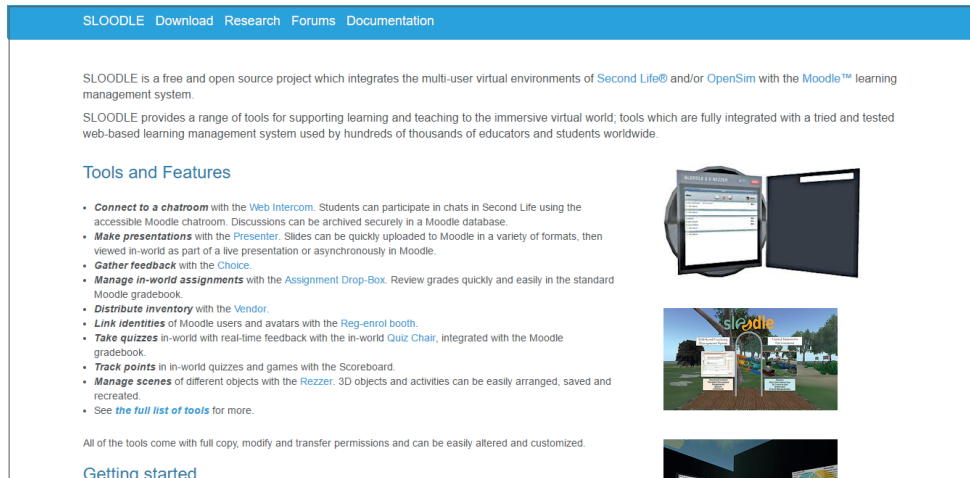 SLOODLE Download Research Forums Documentation
SLOODLE is a free and open source project which integrates the multi-user virtual environments of Second Life® and/or OpenSim with the Moodle™ learning
management system.
SLOODLE provides a range of tools for supporting learning and teaching to the immersive virtual world; tools which are fully integrated with a tried and tested
web-based learning management system used by hundreds of thousands of educators and students worldwide.
Tools and Features
• Connect to a chatroom with the Web Intercom. Students can participate in chats in Second Life using the
accessible Moodle chatroom. Discussions can be archived securely in a Moodle database.
• Make presentations with the Presenter. Slides can be quickly uploaded to Moodle in a variety of formats, then
viewed in-world as part of a live presentation or asynchronously in Moodle.
• Gather feedback with the Choice.
• Manage in-world assignments with the Assignment Drop-Box. Review grades quickly and easily in the standard
Moodle gradebook.
• Distribute inventory with the Vendor.
• Link identities of Moodle users and avatars with the Reg-enrol booth.
• Take quizzes in-world with real-time feedback with the in-world Quiz Chair, integrated with the Moodle
gradebook.
• Track points in in-world quizzes and games with the Scoreboard.
• Manage scenes of different objects with the Rezzer. 3D objects and activities can be easily arranged, saved and
recreated.
• See the full list of tools for more.
All of the tools come with full copy, modify and transfer permissions and can be easily altered and customized.
Getting started
sloodle